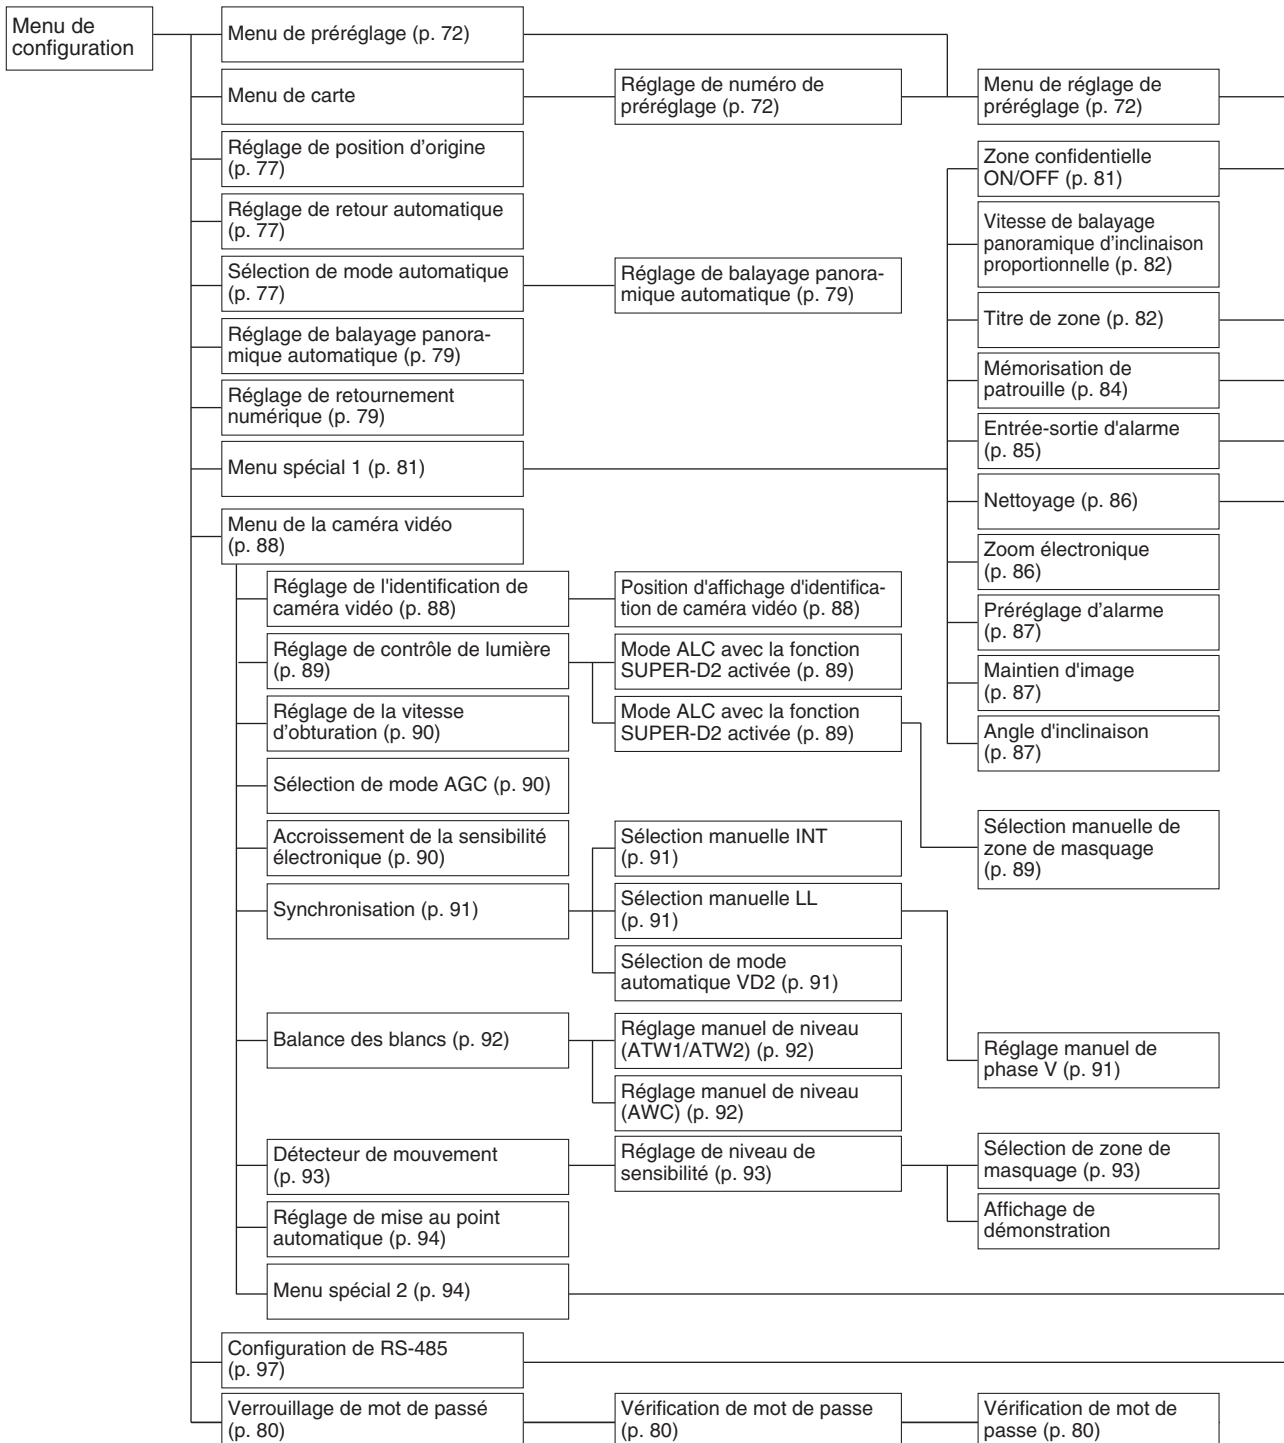 Menu de
configuration
Menu de préréglage (p. 72)
Menu de carte
Réglage de numéro de
préréglage (p. 72)
Menu de réglage de
préréglage (p. 72)
Réglage de position d’origine
(p. 77)
Réglage de retour automatique
(p. 77)
Sélection de mode automatique
(p. 77)
Réglage de balayage panora-
mique automatique (p. 79)
Réglage de balayage panora-
mique automatique (p. 79)
Réglage de retournement
numérique (p. 79)
Menu spécial 1 (p. 81)
Zone confidentielle
ON/OFF (p. 81)
Vitesse de balayage
panoramique d’inclinaison
proportionnelle (p. 82)
Titre de zone (p. 82)
Mémorisation de
patrouille (p. 84)
Entrée-sortie d'alarme
(p. 85)
Nettoyage (p. 86)
Zoom électronique
(p. 86)
Préréglage d’alarme
(p. 87)
Maintien d'image
(p. 87)
Angle d'inclinaison
(p. 87)
Menu de la caméra vidéo
(p. 88)
Réglage de l'identification de
caméra vidéo (p. 88)
Position d'affichage d'identifica-
tion de caméra vidéo (p. 88)
Réglage de contrôle de lumière
(p. 89)
Mode ALC avec la fonction
SUPER-D2 activée (p. 89)
Mode ALC avec la fonction
SUPER-D2 activée (p. 89)
Sélection manuelle de
zone de masquage
(p. 89)
Réglage de la vitesse
d’obturation (p. 90)
Sélection de mode AGC (p. 90)
Accroissement de la sensibilité
électronique (p. 90)
Synchronisation (p. 91)
Sélection manuelle INT
(p. 91)
Sélection manuelle LL
(p. 91)
Sélection de mode
automatique VD2 (p. 91)
Réglage manuel de
phase V (p. 91)
Balance des blancs (p. 92)
Réglage manuel de niveau
(ATW1/ATW2) (p. 92)
Réglage manuel de niveau
(AWC) (p. 92)
Détecteur de mouvement
(p. 93)
Réglage de niveau de
sensibilité (p. 93)
Sélection de zone de
masquage (p. 93)
Affichage de
démonstration
Réglage de mise au point
automatique (p. 94)
Menu spécial 2 (p. 94)
Configuration de RS-485
(p. 97)
Verrouillage de mot de passé
(p. 80)
Vérification de mot de passe
(p. 80)
Vérification de mot de
passe (p. 80)